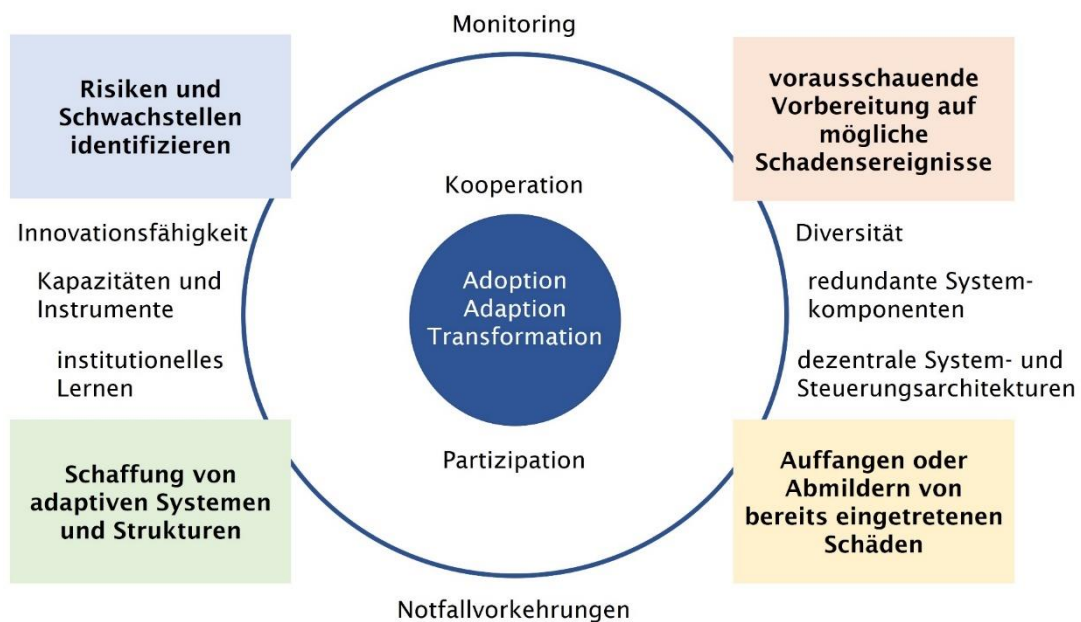 Monitoring
Risiken und
Schwachstellen
identifizieren
vorausschauende
Vorbereitung auf
mögliche
Schadensereignisse
Kooperation
Innovationsfähigkeit
Kapazitäten und
Instrumente
institutionelles
Lernen
Adoption
Adaption
Transformation
Diversität
redundante System-
komponenten
dezentrale System- und
Steuerungsarchitekturen
Partizipation
Schaffung von
adaptiven Systemen
und Strukturen
Auffangen oder
Abmildern von
bereits eingetretenen
Schäden
Notfallvorkehrungen